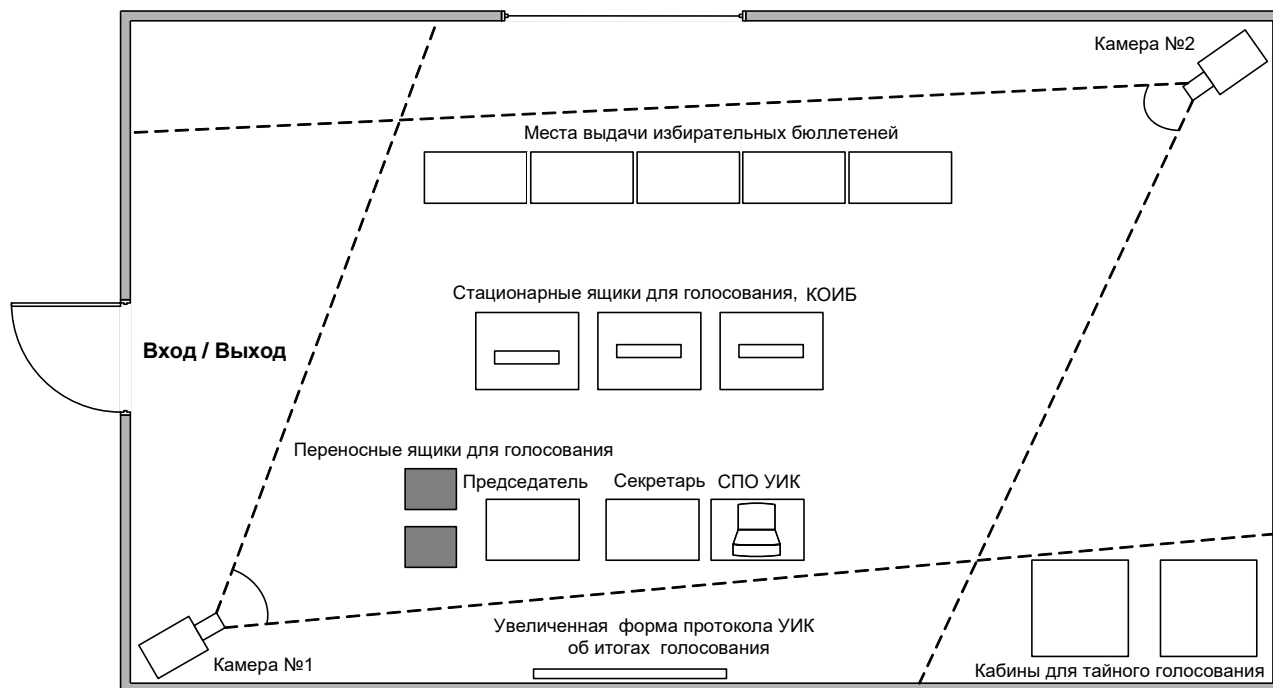 Камера №2
Места выдачи избирательных бюллетеней
Стационарные ящики для голосования, КОИБ
Вход / Выход
Переносные ящики для голосования
Председатель
Секретарь
СПО УИК
Увеличенная форма протокола УИК
об итогах голосования
Камера №1
Кабины для тайного голосования